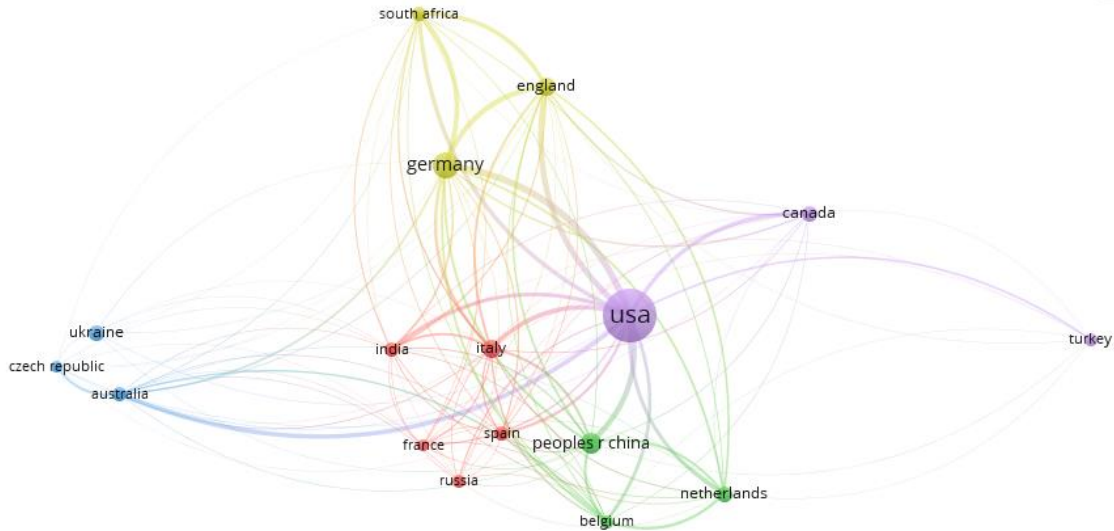 south africa
england
germany
canada
usa
ukraine
turkey
india
italy
czech republic
australia
spain
peoples r china
france
russia
netherlands
belgium